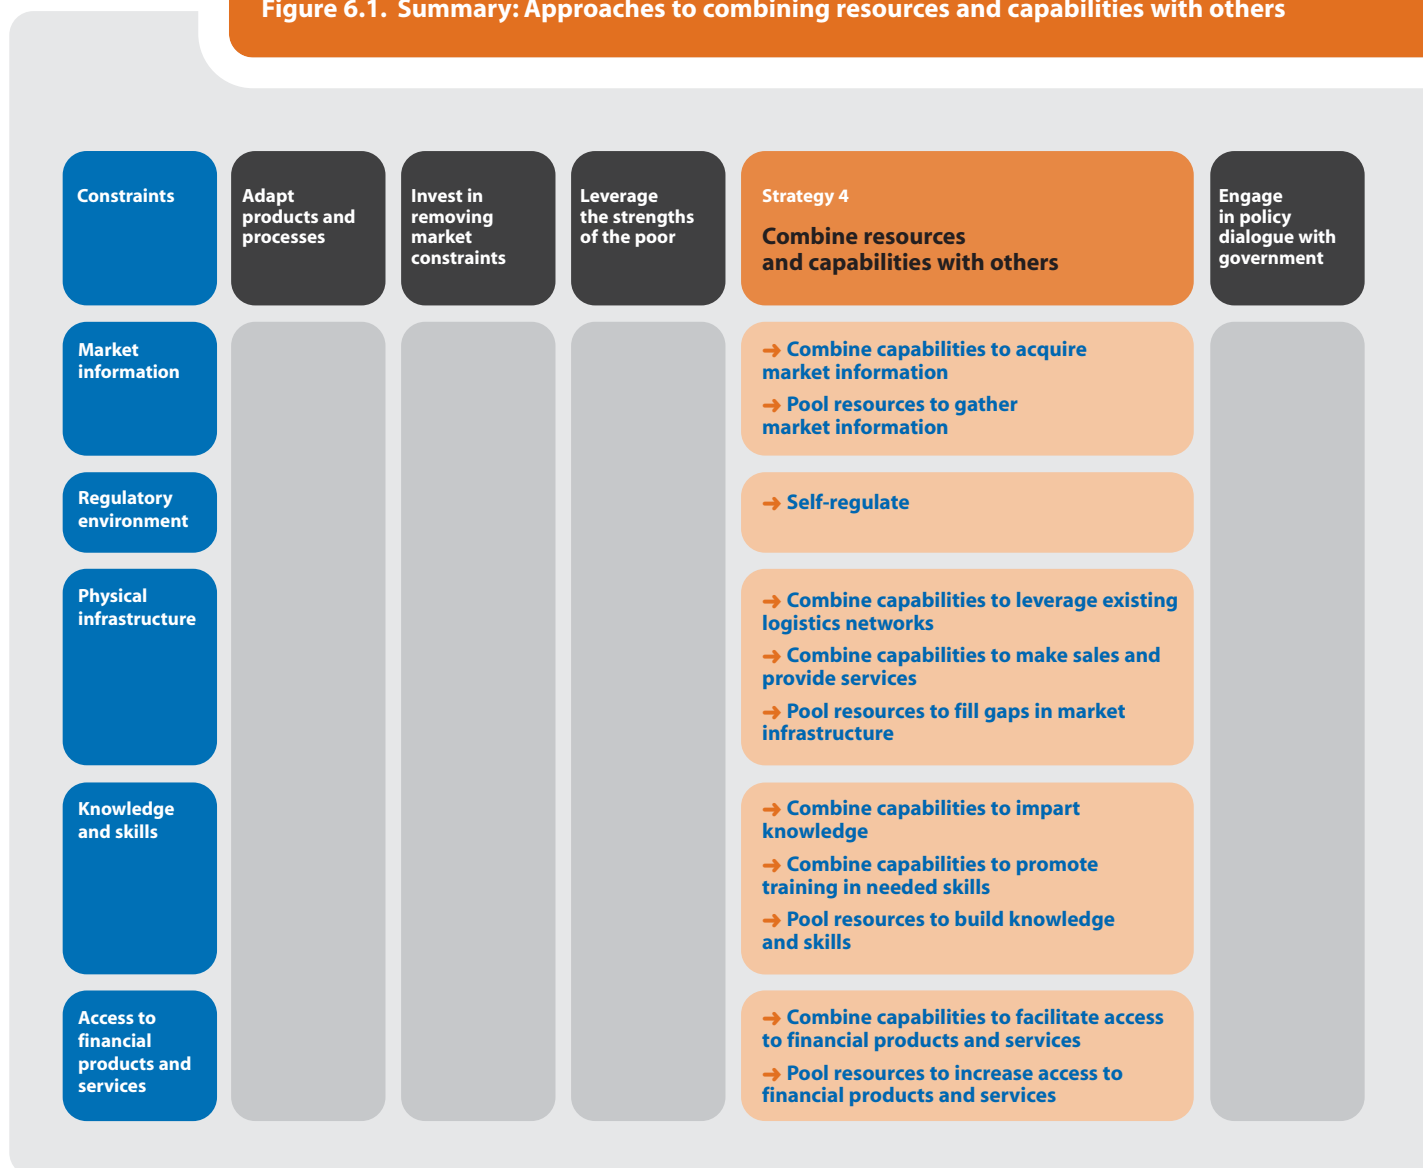 Figure 6.1. Summary: Approaches to combining resources and capabilities with others
Constraints
Adapt
products and
processes
Invest in
removing
market
constraints
Leverage
the strengths
of the poor
Strategy 4
Combine resources
and capabilities with others
Engage
in policy
dialogue with
government
Market
information
→ Combine capabilities to acquire
market information
→ Pool resources to gather
market information
Regulatory
environment
→ Self-regulate
Physical
infrastructure
→ Combine capabilities to leverage existing
logistics networks
→ Combine capabilities to make sales and
provide services
→ Pool resources to fill gaps in market
infrastructure
Knowledge
and skills
→ Combine capabilities to impart
knowledge
→ Combine capabilities to promote
training in needed skills
→ Pool resources to build knowledge
and skills
Access to
financial
products and
services
→ Combine capabilities to facilitate access
to financial products and services
→ Pool resources to increase access to
financial products and services